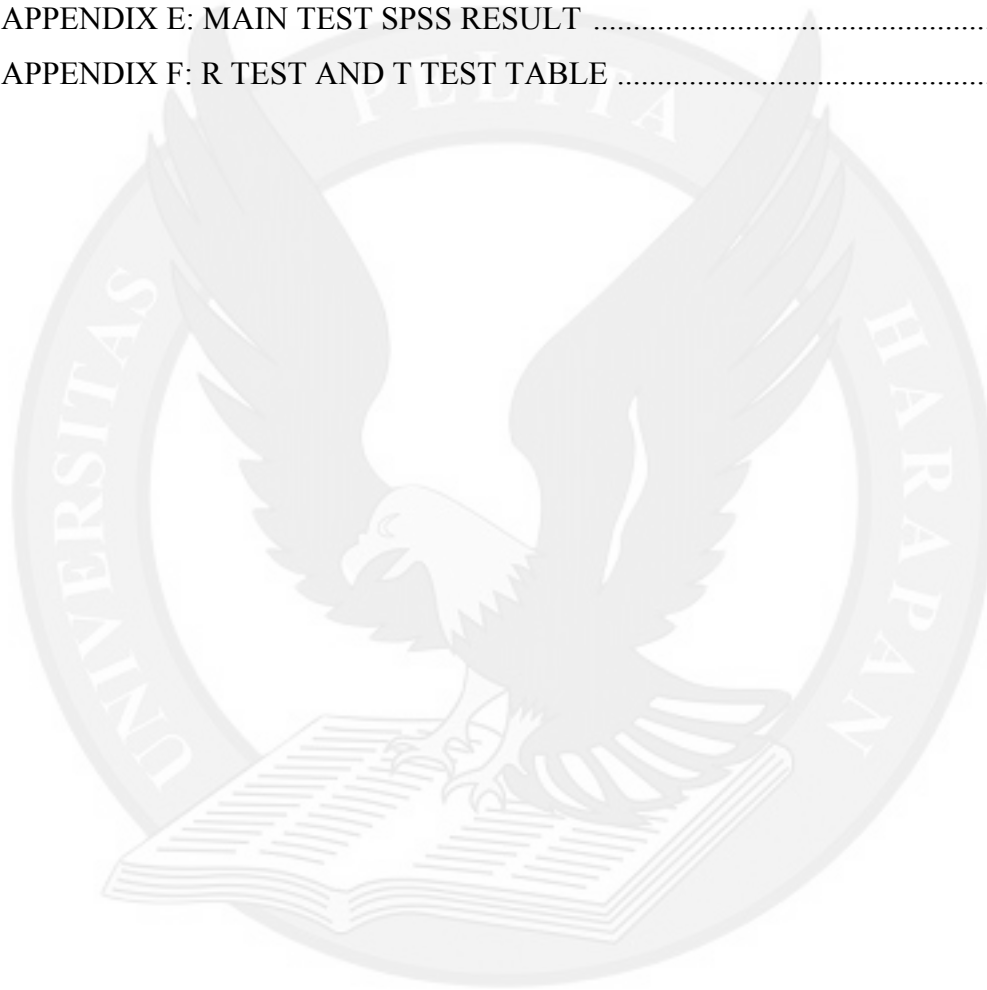 APPENDIX E: MAIN TEST SPSS RESULT ................................................
APPENDIX F: R TEST AND T TEST TABLE .............................................
UNIVERSITAS PELITA HARAPAN